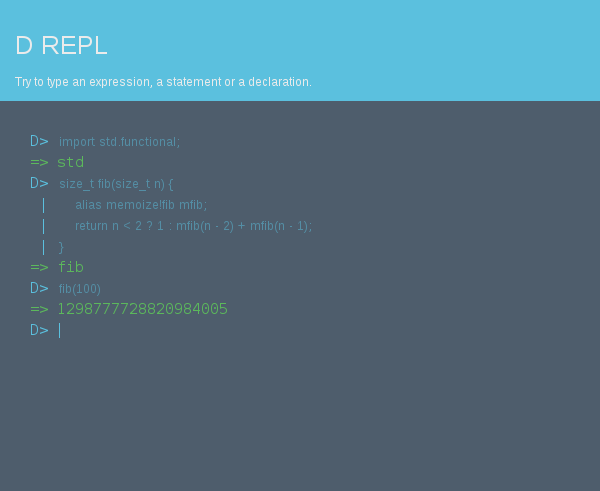 D REPL
Try to type an expression, a statement or a declaration.
D> import std.functional;
=> std
D> size_t fib(size_t n) {
|     alias memoize!fib mfib;
|     return n < 2 ? 1 : mfib(n - 2) + mfib(n - 1);
| }
=> fib
D> fib(100)
=> 1298777728820984005
D>